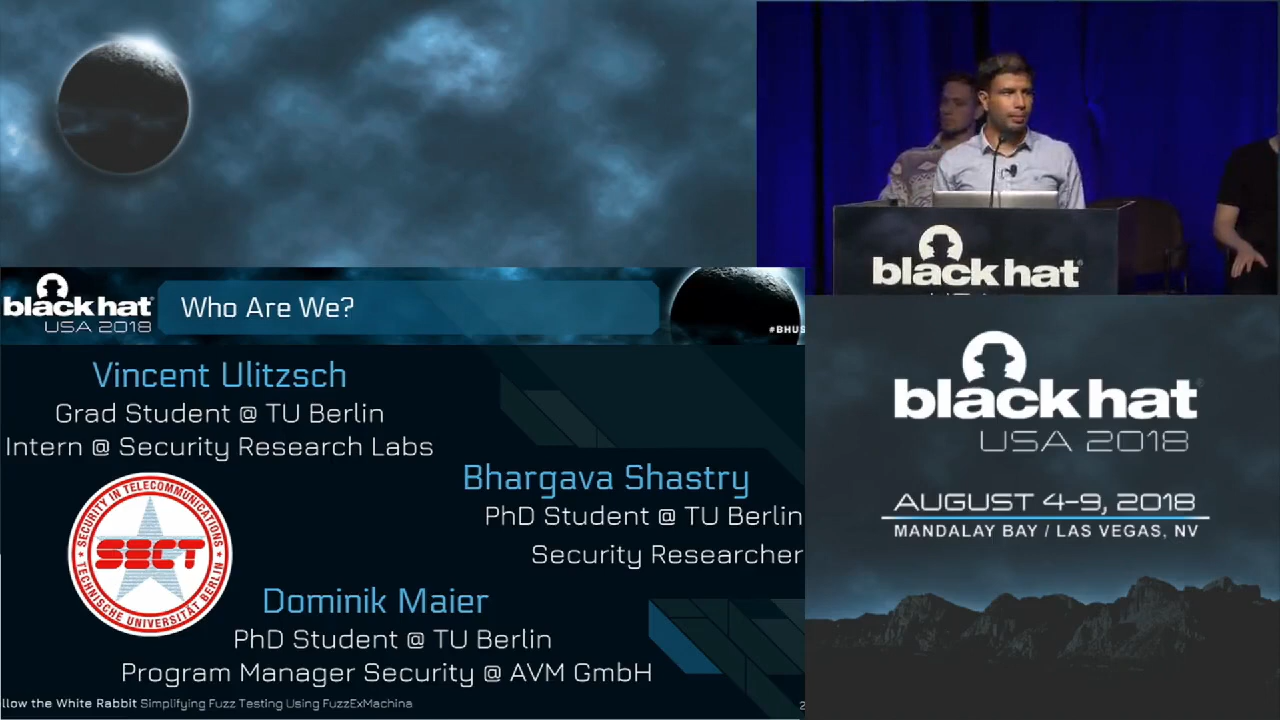 black hat
USA 2018
Who Are We?
#BHUS
Vincent Ulitzsch
Grad Student @ TU Berlin
Intern @ Security Research Labs
Bhargava Shastry
PhD Student @ TU Berlin
Security Researcher
SECURITY IN TELECOMMUNICATIONS
SECT
TECHNISCHE UNIVERSITÄT BERLIN
Dominik Maier
PhD Student @ TU Berlin
Program Manager Security @ AVM GmbH
llow the White Rabbit Simplifying Fuzz Testing Using FuzzExMachina
2
black hat
black hat
USA 2018
AUGUST 4-9, 2018
MANDALAY BAY / LAS VEGAS, NV